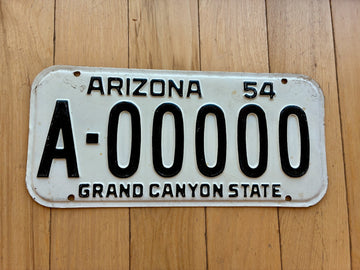 ARIZONA 54
A-00000
GRAND CANYON STATE